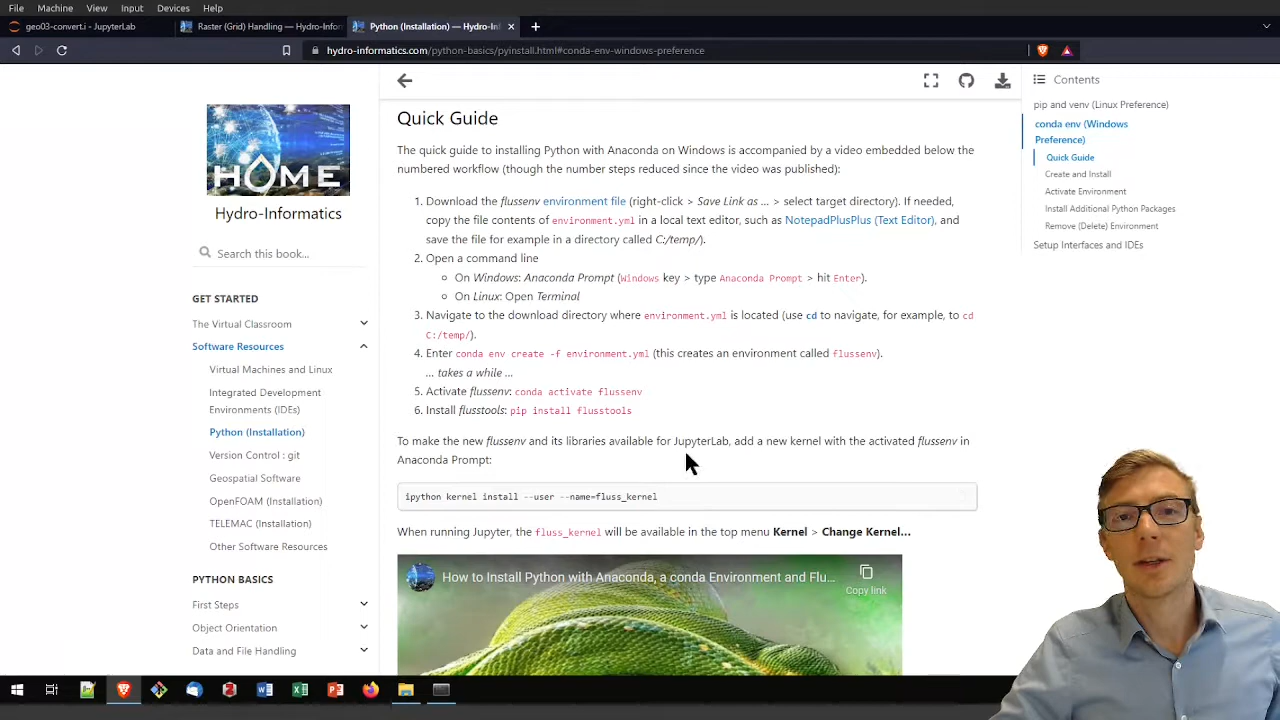 File Machine View Input Devices Help
geo03-convert.i - JupyterLab
Raster (Grid) Handling — Hydro-Infor
Python (Installation) — Hydro-In
hydro-informatics.com/python-basics/pyinstall.html#conda-env-windows-preference
HOME
Hydro-Informatics
Search this book...
GET STARTED
The Virtual Classroom
Software Resources
Virtual Machines and Linux
Integrated Development
Environments (IDEs)
Python (Installation)
Version Control : git
Geospatial Software
OpenFOAM (Installation)
TELEMAC (Installation)
Other Software Resources
PYTHON BASICS
First Steps
Object Orientation
Data and File Handling
Quick Guide
The quick guide to installing Python with Anaconda on Windows is accompanied by a video embedded below the
numbered workflow (though the number steps reduced since the video was published):
1. Download the flussenv environment file (right-click > Save Link as ... > select target directory). If needed,
copy the file contents of environment.yml in a local text editor, such as NotepadPlusPlus (Text Editor), and
save the file for example in a directory called C:/temp/).
2. Open a command line
On Windows: Anaconda Prompt (Windows key > type Anaconda Prompt > hit Enter).
On Linux: Open Terminal
3. Navigate to the download directory where environment.yml is located (use cd to navigate, for example, to cd
C:/temp/).
4. Enter conda env create -f environment.yml (this creates an environment called flussenv).
... takes a while ...
5. Activate flussenv: conda activate flussenv
6. Install flusstools: pip install flusstools
To make the new flussenv and its libraries available for JupyterLab, add a new kernel with the activated flussenv in
Anaconda Prompt:
ipython kernel install --user --name=fluss_kernel
When running Jupyter, the fluss_kernel will be available in the top menu Kernel > Change Kernel...
How to Install Python with Anaconda, a conda Environment and Flu...
Copy link
Contents
pip and venv (Linux Preference)
conda env (Windows
Preference)
Quick Guide
Create and Install
Activate Environment
Install Additional Python Packages
Remove (Delete) Environment
Setup Interfaces and IDEs